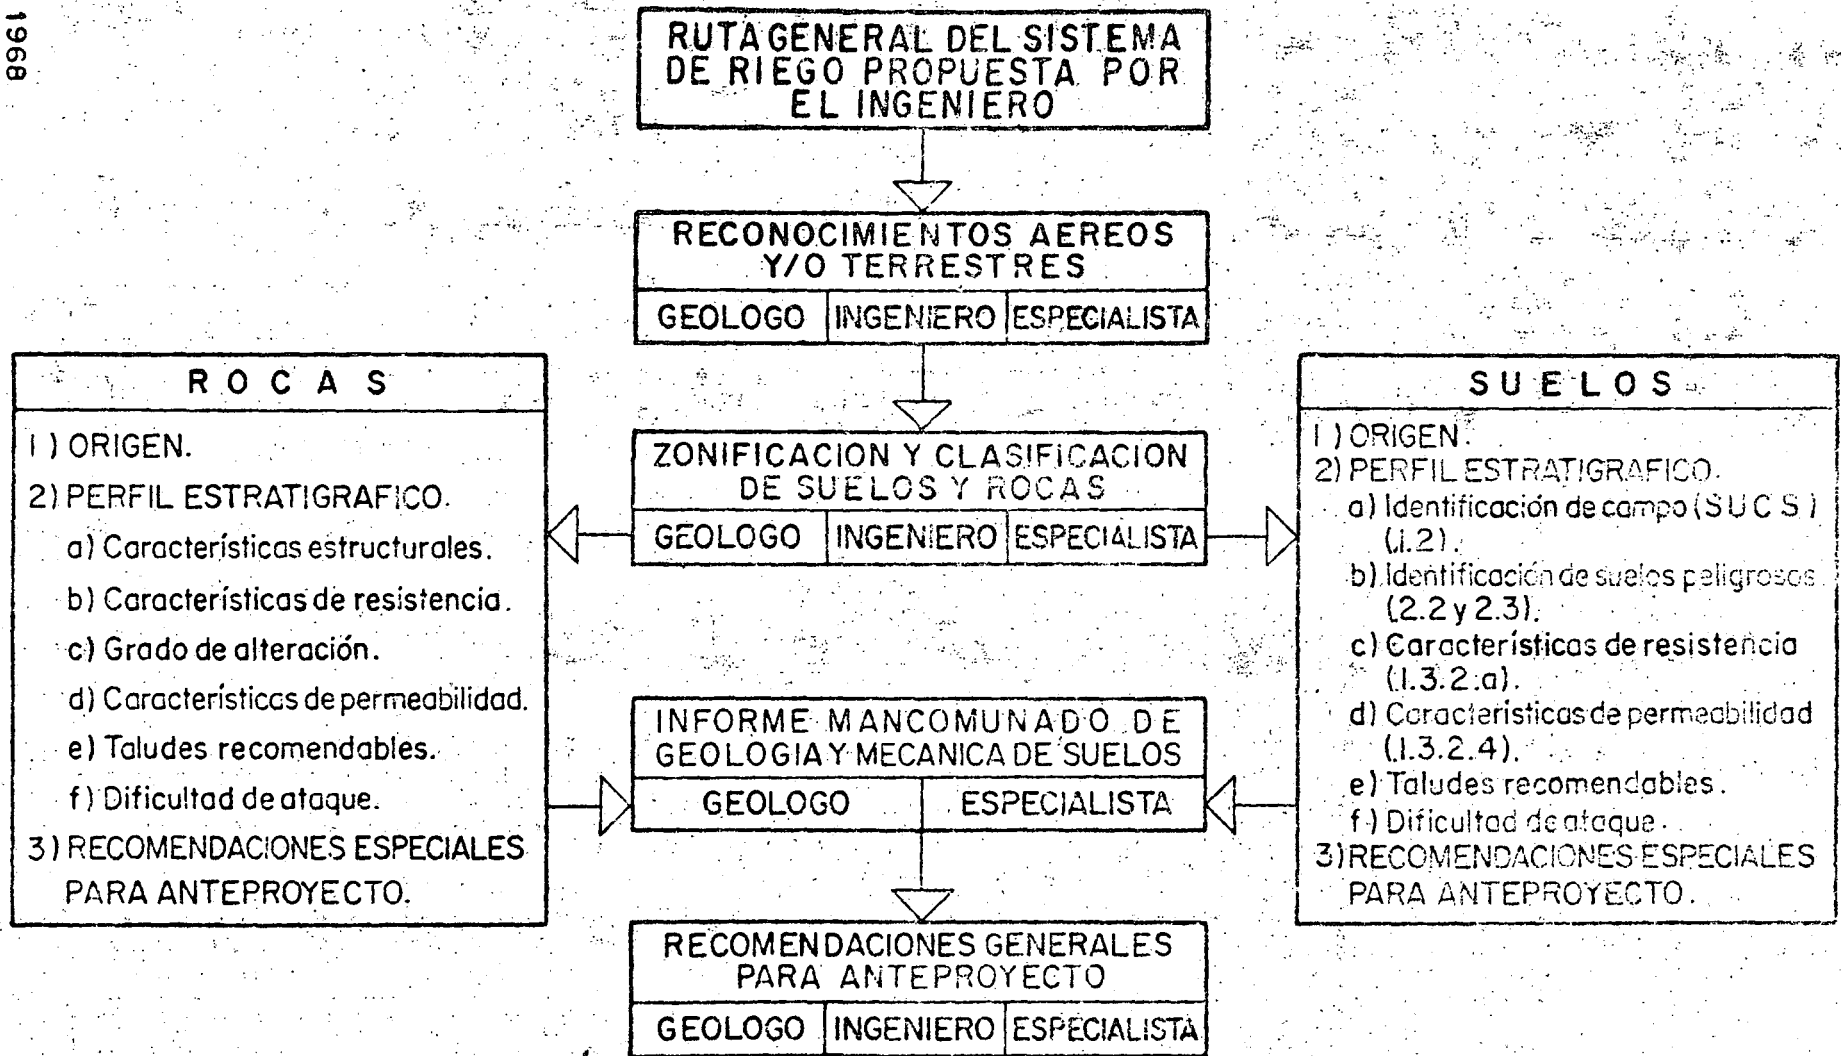 1968
RUTA GENERAL DEL SISTEMA
DE RIEGO PROPUESTA POR
EL INGENIERO
RECONOCIMIENTOS AEREOS
Y/O TERRESTRES
GEOLOGO INGENIERO ESPECIALISTA
ZONIFICACION Y CLASIFICACION
DE SUELOS Y ROCAS
GEOLOGO INGENIERO ESPECIALISTA
ROCAS
1) ORIGEN.
2) PERFIL ESTRATIGRAFICO.
a) Características estructurales.
b) Características de resistencia.
c) Grado de alteración.
d) Características de permeabilidad.
e) Taludes recomendables.
f) Dificultad de ataque.
3) RECOMENDACIONES ESPECIALES
PARA ANTEPROYECTO.
SUELOS
1) ORIGEN.
2) PERFIL ESTRATIGRAFICO.
a) Identificación de campo (SUCS)
(.1.2).
b) Identificación de suelos peligrosos.
(2.2 y 2.3).
c) Características de resistencia
(.1.3.2.a).
d) Características de permeabilidad
(.1.3.2.4).
e) Taludes recomendables.
f) Dificultad de ataque.
3) RECOMENDACIONES ESPECIALES
PARA ANTEPROYECTO.
INFORME MANCOMUNADO DE
GEOLOGIA Y MECANICA DE SUELOS
GEOLOGO ESPECIALISTA
RECOMENDACIONES GENERALES
PARA ANTEPROYECTO
GEOLOGO INGENIERO ESPECIALISTA